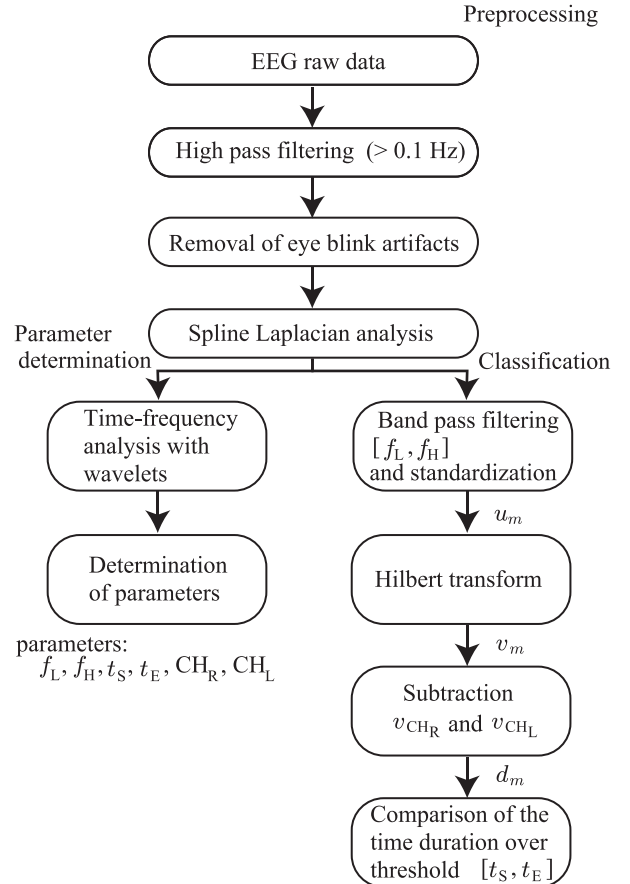 Preprocessing
EEG raw data
High pass filtering (> 0.1 Hz)
Removal of eye blink artifacts
Spline Laplacian analysis
Parameter
determination
Classification
Time-frequency
analysis with
wavelets
Band pass filtering
[f_L, f_H]
and standardization
u_m
Determination
of parameters
Hilbert transform
parameters:
f_L, f_H, t_S, t_E, CH_R, CH_L
v_m
Subtraction
v_CH_R and v_CH_L
d_m
Comparison of the
time duration over
threshold [t_S, t_E]